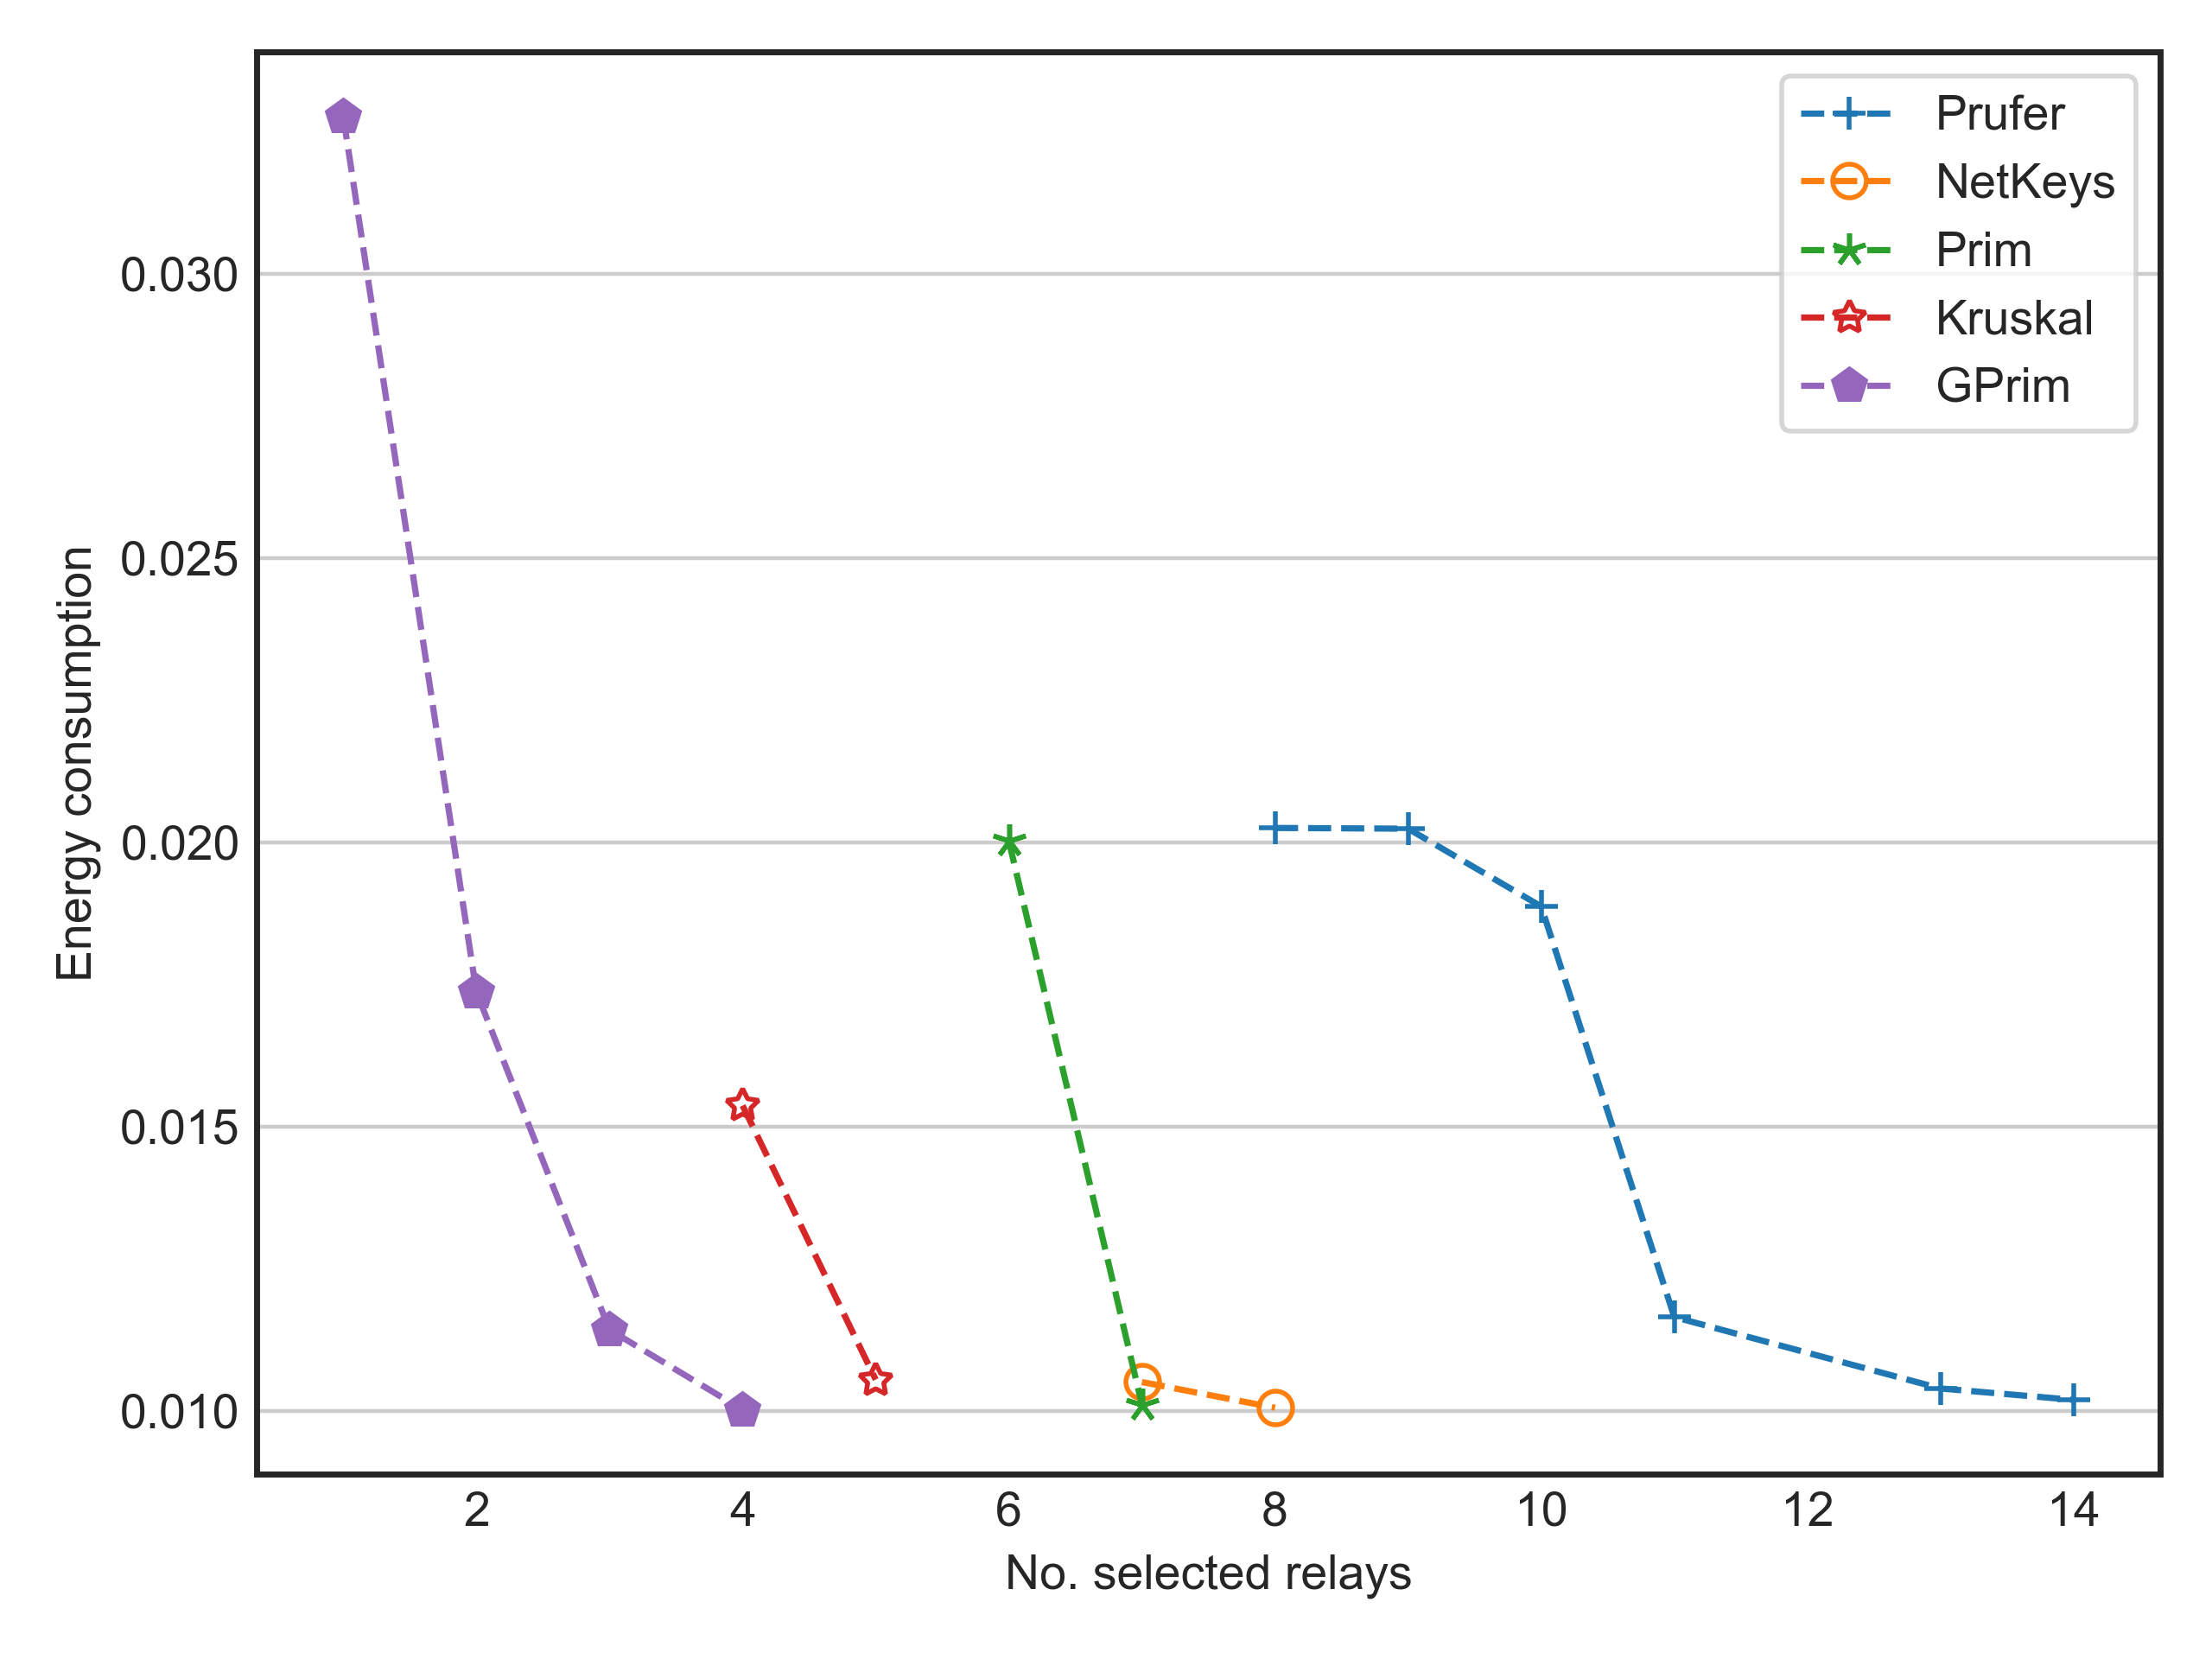 Prufer
NetKeys
Prim
Kruskal
GPrim
Energy consumption
0.030
0.025
0.020
0.015
0.010
2 4 6 8 10 12 14
No. selected relays